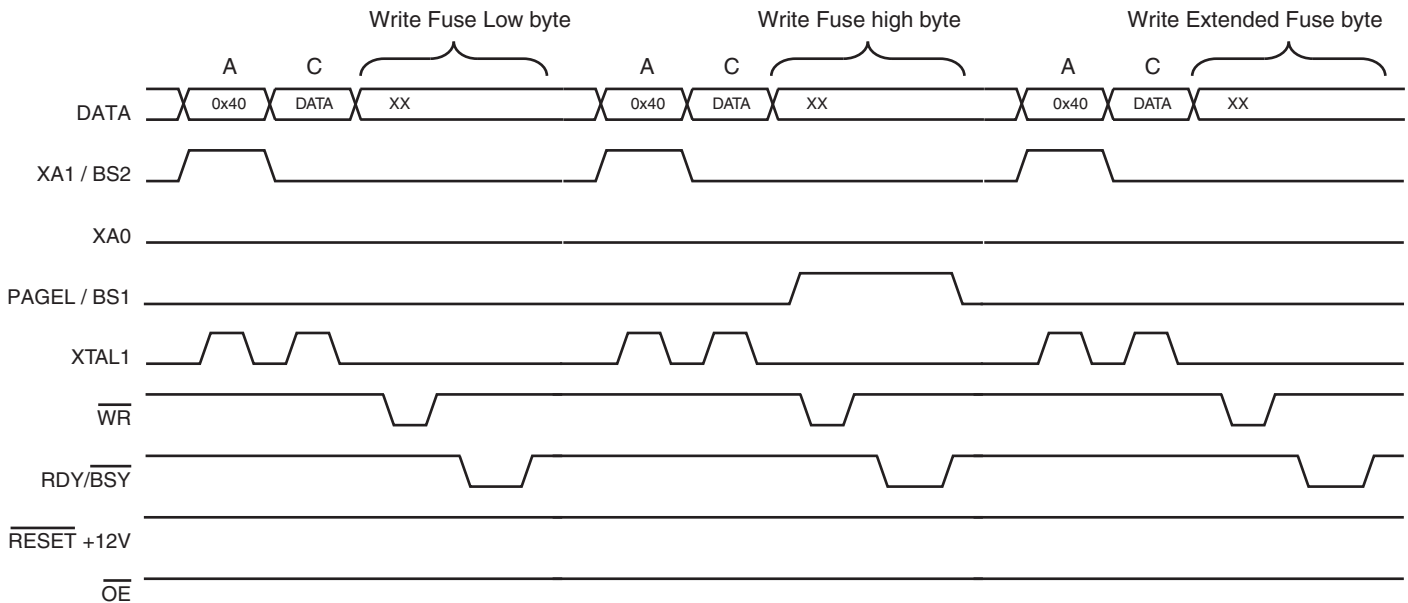 Write Fuse Low byte Write Fuse high byte Write Extended Fuse byte
A C A C A C
DATA 0x40 DATA XX 0x40 DATA XX 0x40 DATA XX
XA1 / BS2
XA0
PAGEL / BS1
XTAL1
WR
RDY/BSY
RESET +12V
OE